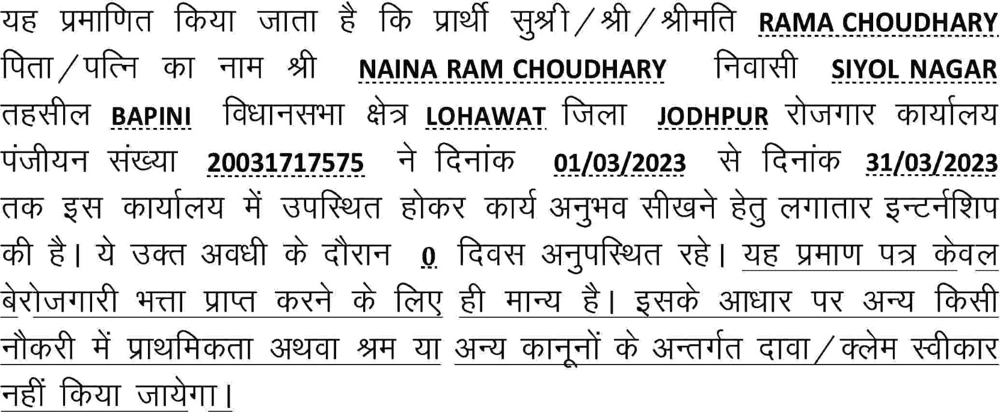 यह प्रमाणित किया जाता है कि प्रार्थी सुश्री/श्री/श्रीमति RAMA CHOUDHARY
पिता/पत्नि का नाम श्री NAINA RAM CHOUDHARY निवासी SIYOL NAGAR
तहसील BAPINI विधानसभा क्षेत्र LOHAWAT जिला JODHPUR रोजगार कार्यालय
पंजीयन संख्या 20031717575 ने दिनांक 01/03/2023 से दिनांक 31/03/2023
तक इस कार्यालय में उपस्थित होकर कार्य अनुभव सीखने हेतु लगातार इन्टर्नशिप
की है। ये उक्त अवधी के दौरान 0 दिवस अनुपस्थित रहे। यह प्रमाण पत्र केवल
बेरोजगारी भत्ता प्राप्त करने के लिए ही मान्य है। इसके आधार पर अन्य किसी
नौकरी में प्राथमिकता अथवा श्रम या अन्य कानूनों के अन्तर्गत दावा/क्लेम स्वीकार
नहीं किया जायेगा।